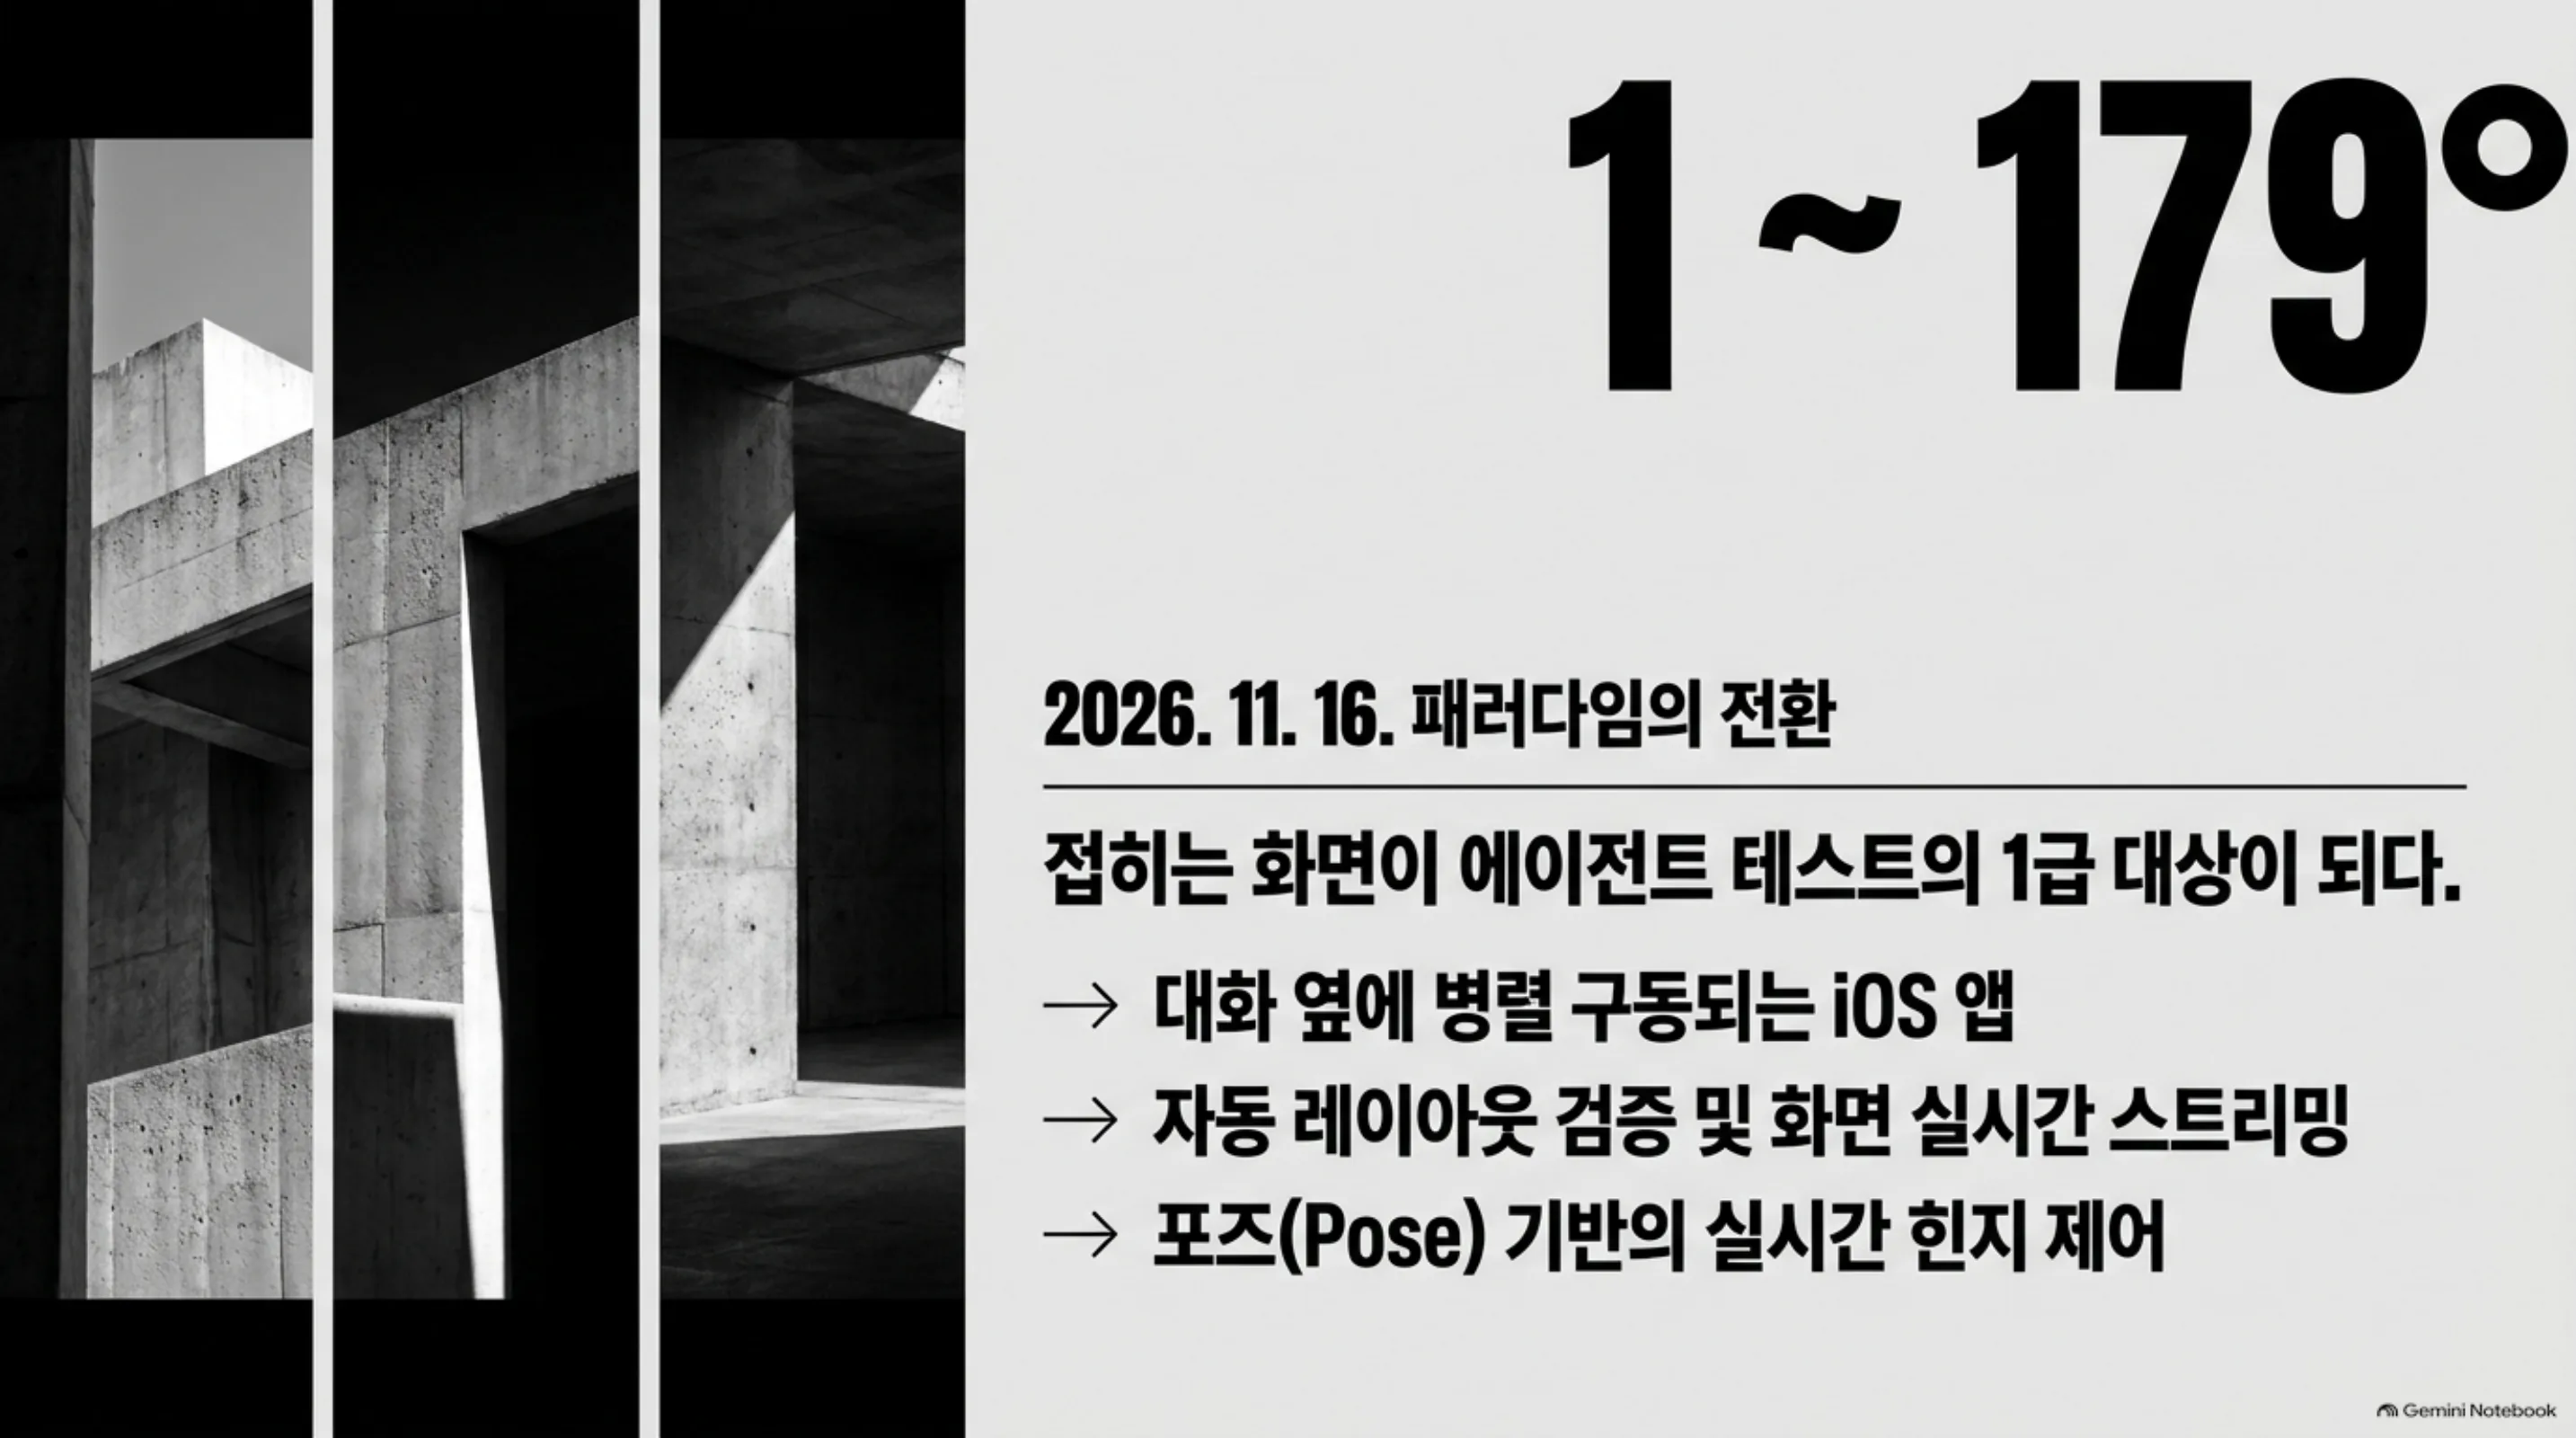 1 ~ 179°
2026. 11. 16. 패러다임의 전환
접히는 화면이 에이전트 테스트의 1급 대상이 되다.
→ 대화 옆에 병렬 구동되는 iOS 앱
→ 자동 레이아웃 검증 및 화면 실시간 스트리밍
→ 포즈(Pose) 기반의 실시간 힌지 제어
Gemini Notebook